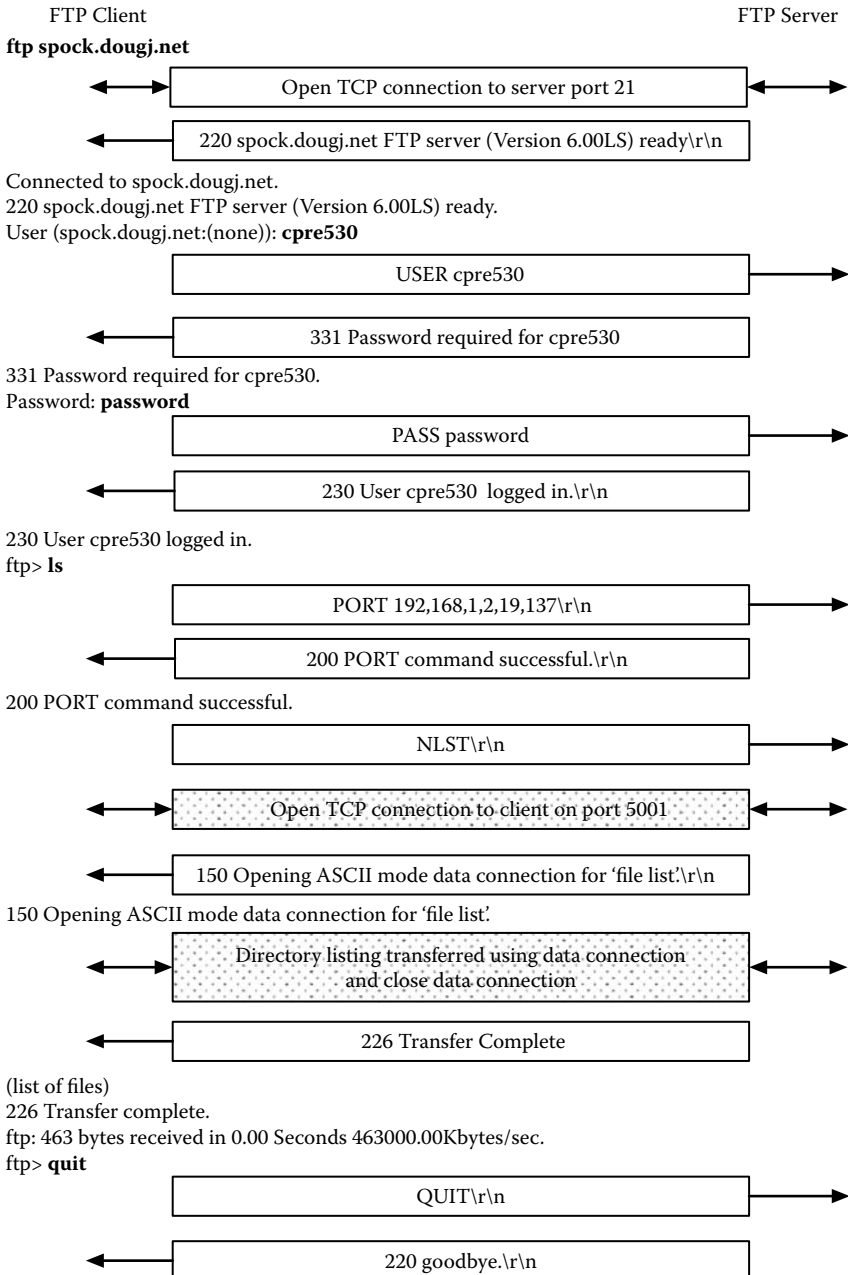 FTP Client FTP Server
ftp spock.dougj.net
Open TCP connection to server port 21
220 spock.dougj.net FTP server (Version 6.00LS) ready\r\n
Connected to spock.dougj.net.
220 spock.dougj.net FTP server (Version 6.00LS) ready.
User (spock.dougj.net:(none)): cpre530
USER cpre530
331 Password required for cpre530
331 Password required for cpre530.
Password: password
PASS password
230 User cpre530 logged in.\r\n
230 User cpre530 logged in.
ftp> ls
PORT 192,168,1,2,19,137\r\n
200 PORT command successful.\r\n
200 PORT command successful.
NLST\r\n
Open TCP connection to client on port 5001
150 Opening ASCII mode data connection for ‘file list’.\r\n
150 Opening ASCII mode data connection for ‘file list’.
Directory listing transferred using data connection
and close data connection
226 Transfer Complete
(list of files)
226 Transfer complete.
ftp: 463 bytes received in 0.00 Seconds 463000.00Kbytes/sec.
ftp> quit
QUIT\r\n
220 goodbye.\r\n